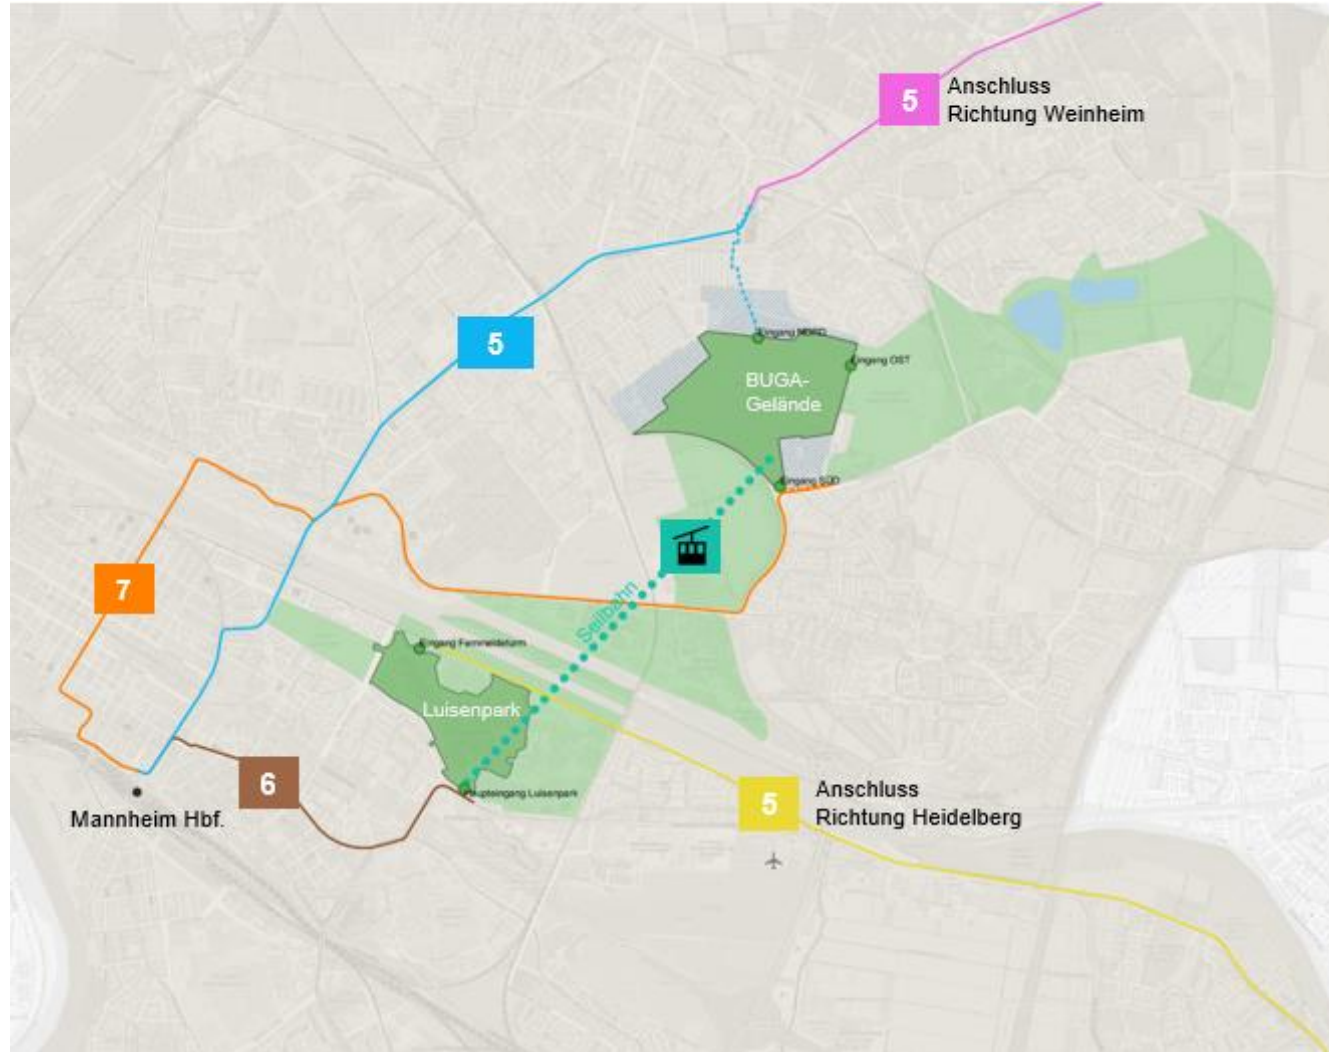 5
Anschluss
Richtung Weinheim
5
Eingang NORD
Eingang OST
BUGA-
Gelände
Eingang SÜD
7
Seilbahn
Eingang Fernmeldeturm
Luisenpark
6
Haupteingang Luisenpark
5
Anschluss
Richtung Heidelberg
Mannheim Hbf.